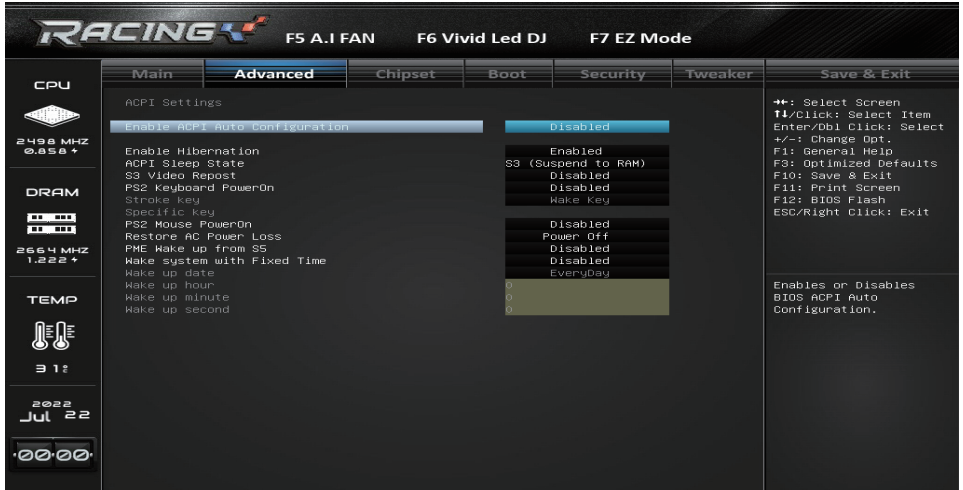 RACING
F5 A.I FAN F6 Vivid Led DJ F7 EZ Mode
Main Advanced Chipset Boot Security Tweaker Save & Exit
CPU
2498 MHZ
0.858 V
DRAM
2664 MHZ
1.222 V
TEMP
31°C
2022
Jul 22
00:00
ACPI Settings
Enable ACPI Auto Configuration Disabled
Enable Hibernation Enabled
ACPI Sleep State S3 (Suspend to RAM)
S3 Video Repost Disabled
PS2 Keyboard PowerOn Disabled
Stroke key Wake Key
Specific key
PS2 Mouse PowerOn Disabled
Restore AC Power Loss Power Off
PME Wake up from S5 Disabled
Wake system with Fixed Time Disabled
Wake up date EveryDay
Wake up hour 0
Wake up minute 0
Wake up second 0
→←: Select Screen
↑↓/Click: Select Item
Enter/Dbl Click: Select
+/-: Change Opt.
F1: General Help
F3: Optimized Defaults
F10: Save & Exit
F11: Print Screen
F12: BIOS Flash
ESC/Right Click: Exit
Enables or Disables
BIOS ACPI Auto
Configuration.